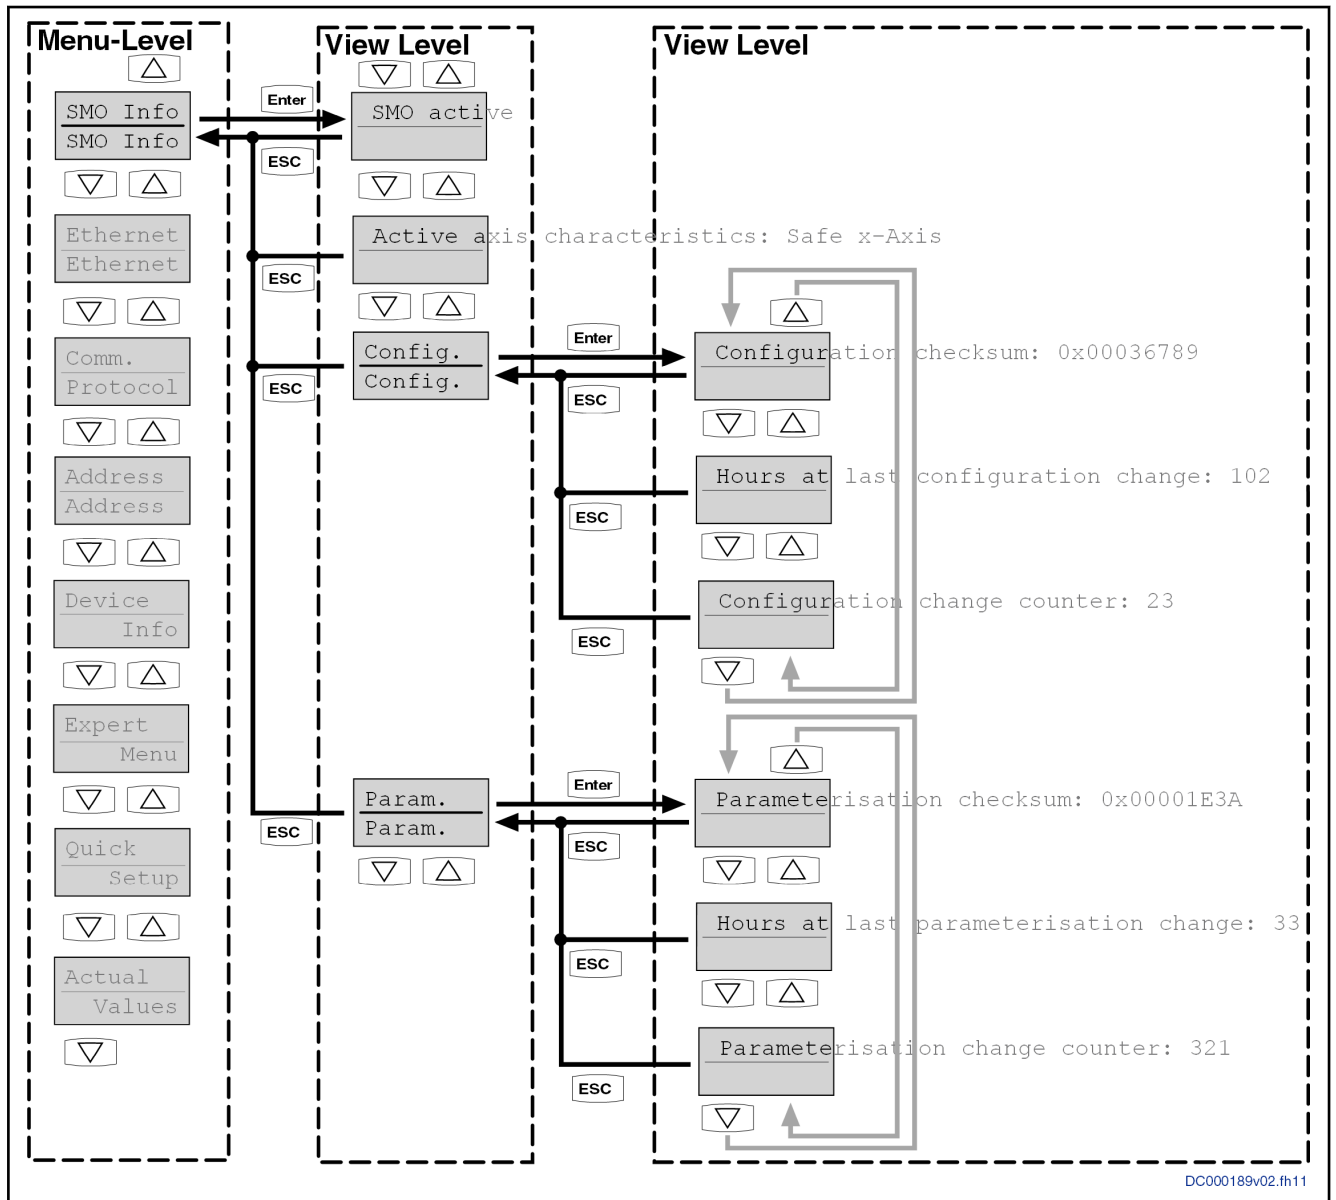 Menu-Level
View Level
View Level
SMO Info
SMO Info
Enter
ESC
SMO active
Ethernet
Ethernet
ESC
Active axis characteristics: Safe x-Axis
Comm.
Protocol
ESC
Config.
Config.
Enter
ESC
Configuration checksum: 0x00036789
Address
Address
ESC
Hours at last configuration change: 102
Device
Info
ESC
Configuration change counter: 23
Expert
Menu
ESC
Param.
Param.
Enter
ESC
Parameterisation checksum: 0x00001E3A
Quick
Setup
ESC
Hours at last parameterisation change: 33
Actual
Values
ESC
Parameterisation change counter: 321
DC000189v02.fh11